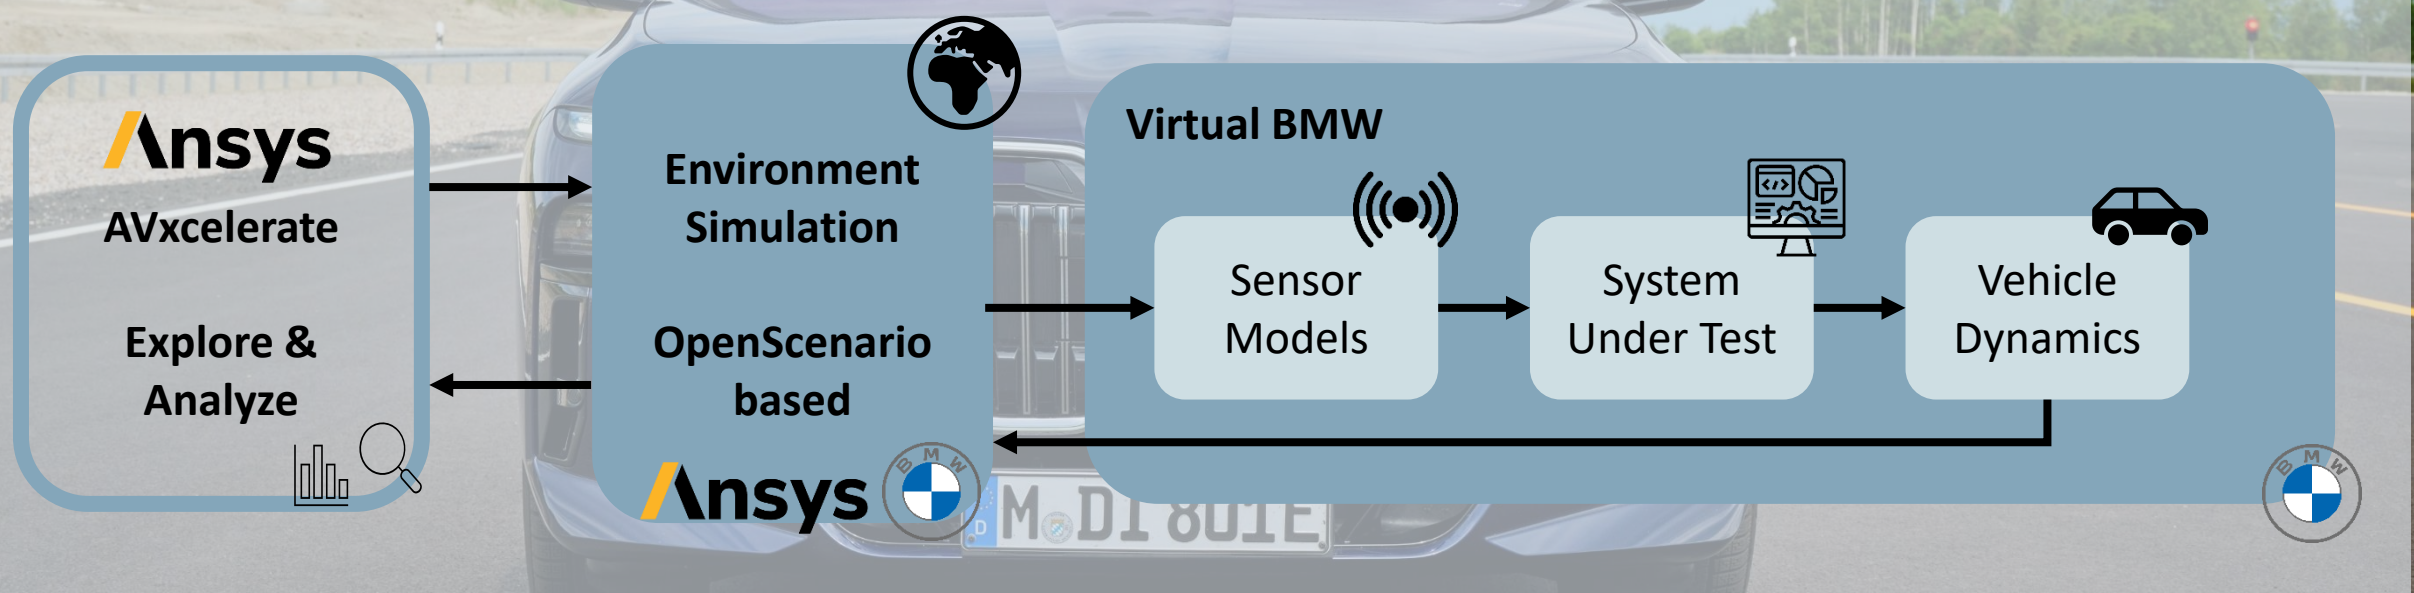 Ansys
AVxcelerate
Explore &
Analyze
Environment
Simulation
OpenScenario
based
Ansys
BMW
Virtual BMW
Sensor
Models
</>
System
Under Test
Vehicle
Dynamics
BMW
D
M DI 801E